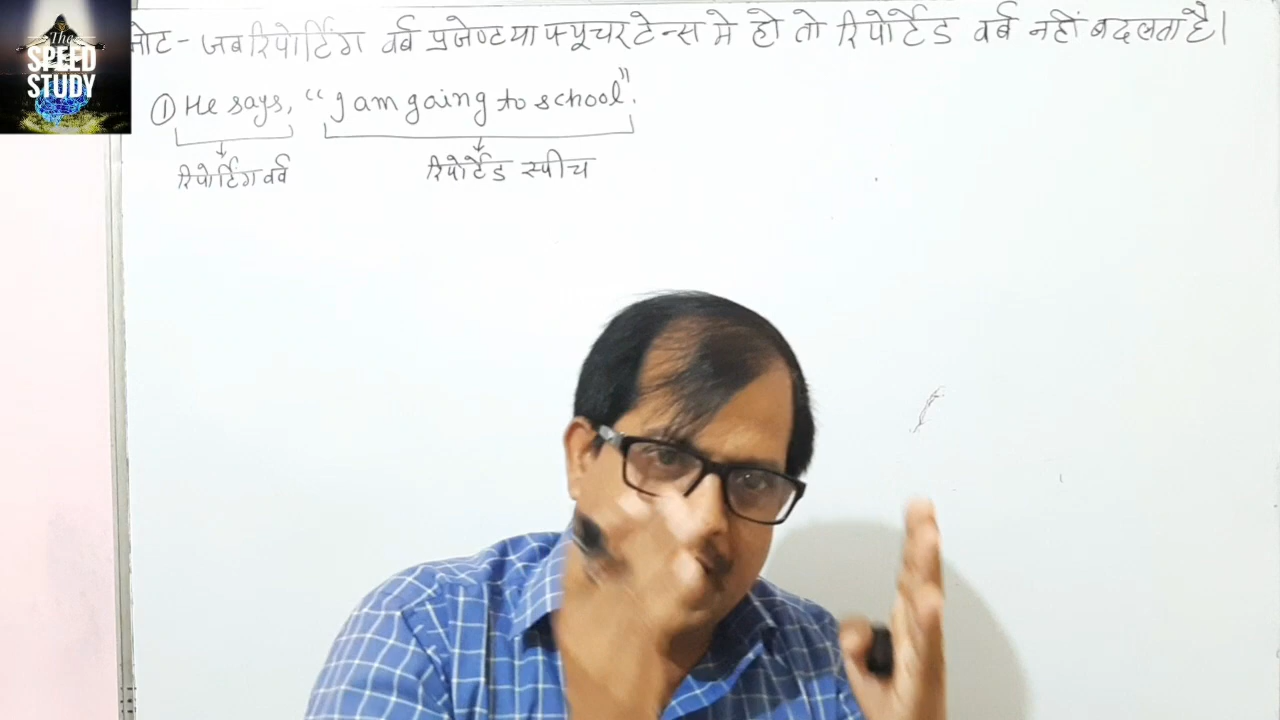 The
SPEED
STUDY
नोट- जब रिपोर्टिंग वर्ब प्रजेण्ट या फ्यूचर टेन्स मे हो तो रिपोर्टेड वर्ब नहीं बदलता है।
① He says, “I am going to school”.
रिपोर्टिंग वर्ब
रिपोर्टेड स्पीच